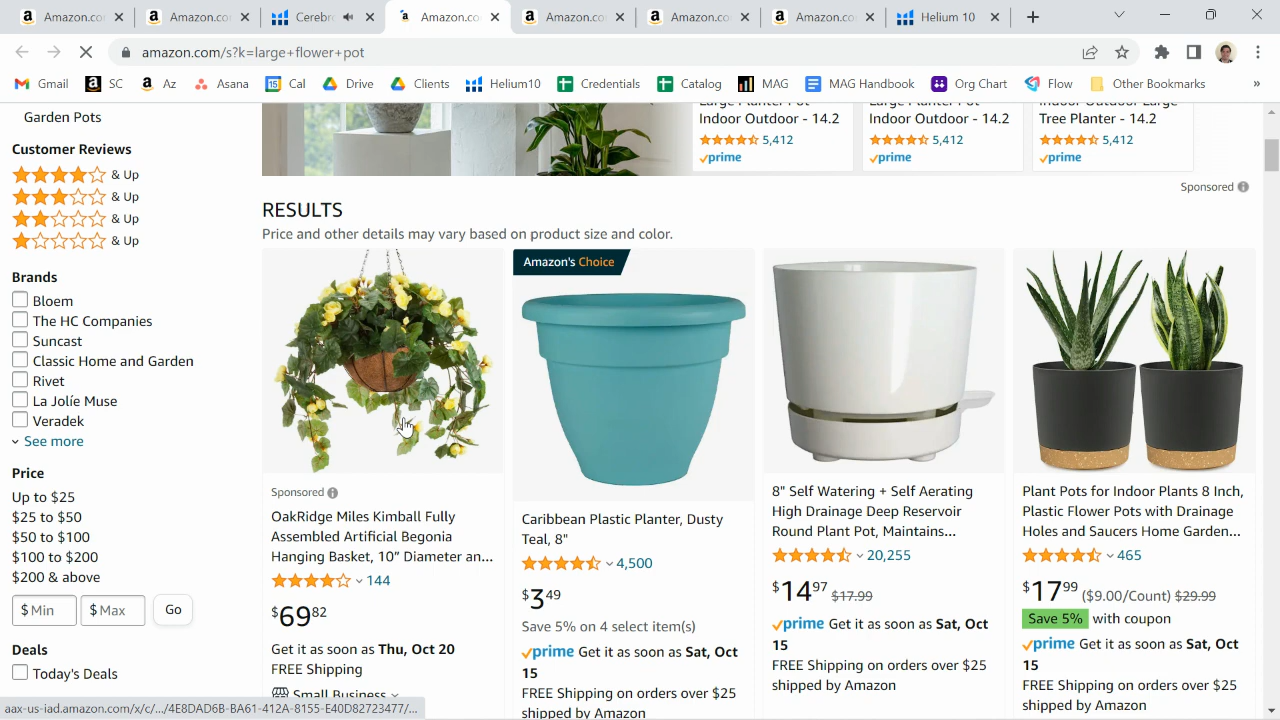 Amazon.co
Amazon.co
Cerebr
Amazon.co
Amazon.co
Amazon.co
Amazon.co
Helium 10
amazon.com/s?k=large+flower+pot
Gmail
SC
Az
Asana
Cal
Drive
Clients
Helium10
Credentials
Catalog
MAG
MAG Handbook
Org Chart
Flow
Other Bookmarks
»
Garden Pots
Customer Reviews
& Up
& Up
& Up
& Up
Brands
Bloem
The HC Companies
Suncast
Classic Home and Garden
Rivet
La Jolíe Muse
Veradek
See more
Price
Up to $25
$25 to $50
$50 to $100
$100 to $200
$200 & above
$ Min
$ Max
Go
Deals
Today's Deals
Large Planter Pot
Indoor Outdoor - 14.2
5,412
prime
Large Planter Pot
Indoor Outdoor - 14.2
5,412
prime
Indoor Outdoor Large
Tree Planter - 14.2
5,412
prime
Sponsored
RESULTS
Price and other details may vary based on product size and color.
Sponsored
OakRidge Miles Kimball Fully
Assembled Artificial Begonia
Hanging Basket, 10” Diameter an...
144
$69 82
Get it as soon as Thu, Oct 20
FREE Shipping
Small Business
Amazon's Choice
Caribbean Plastic Planter, Dusty
Teal, 8"
4,500
$3 49
Save 5% on 4 select item(s)
prime Get it as soon as Sat, Oct
15
FREE Shipping on orders over $25
shipped by Amazon
8" Self Watering + Self Aerating
High Drainage Deep Reservoir
Round Plant Pot, Maintains...
20,255
$14 97 $17.99
prime Get it as soon as Sat, Oct
15
FREE Shipping on orders over $25
shipped by Amazon
Plant Pots for Indoor Plants 8 Inch,
Plastic Flower Pots with Drainage
Holes and Saucers Home Garden...
465
$17 99 ($9.00/Count) $29.99
Save 5% with coupon
prime Get it as soon as Sat, Oct
15
FREE Shipping on orders over $25
shipped by Amazon
aax-us-iad.amazon.com/x/c/.../4E8DAD6B-BA61-412A-8155-E40D82723477/...